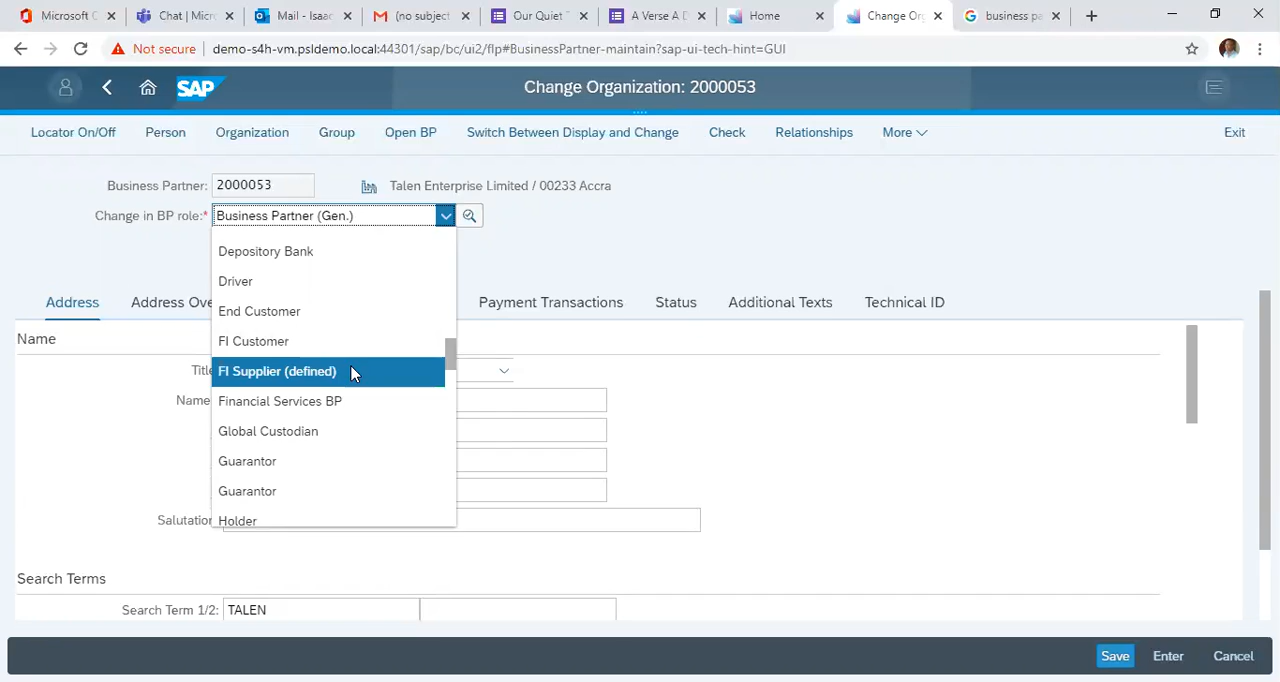 Microsoft O
Chat | Micr
Mail - Isaac
(no subject
Our Quiet T
A Verse A D
Home
Change Org
business pa
Not secure
demo-s4h-vm.psldemo.local:44301/sap/bc/ui2/flp#BusinessPartner-maintain?sap-ui-tech-hint=GUI
SAP
Change Organization: 2000053
Locator On/Off Person Organization Group Open BP Switch Between Display and Change Check Relationships More Exit
Business Partner: 2000053 Talen Enterprise Limited / 00233 Accra
Change in BP role:* Business Partner (Gen.)
Depository Bank
Driver
End Customer
FI Customer
FI Supplier (defined)
Financial Services BP
Global Custodian
Guarantor
Guarantor
Holder
Address Address Ove Payment Transactions Status Additional Texts Technical ID
Name
Title
Name
Salutation
Search Terms
Search Term 1/2: TALEN
Save Enter Cancel